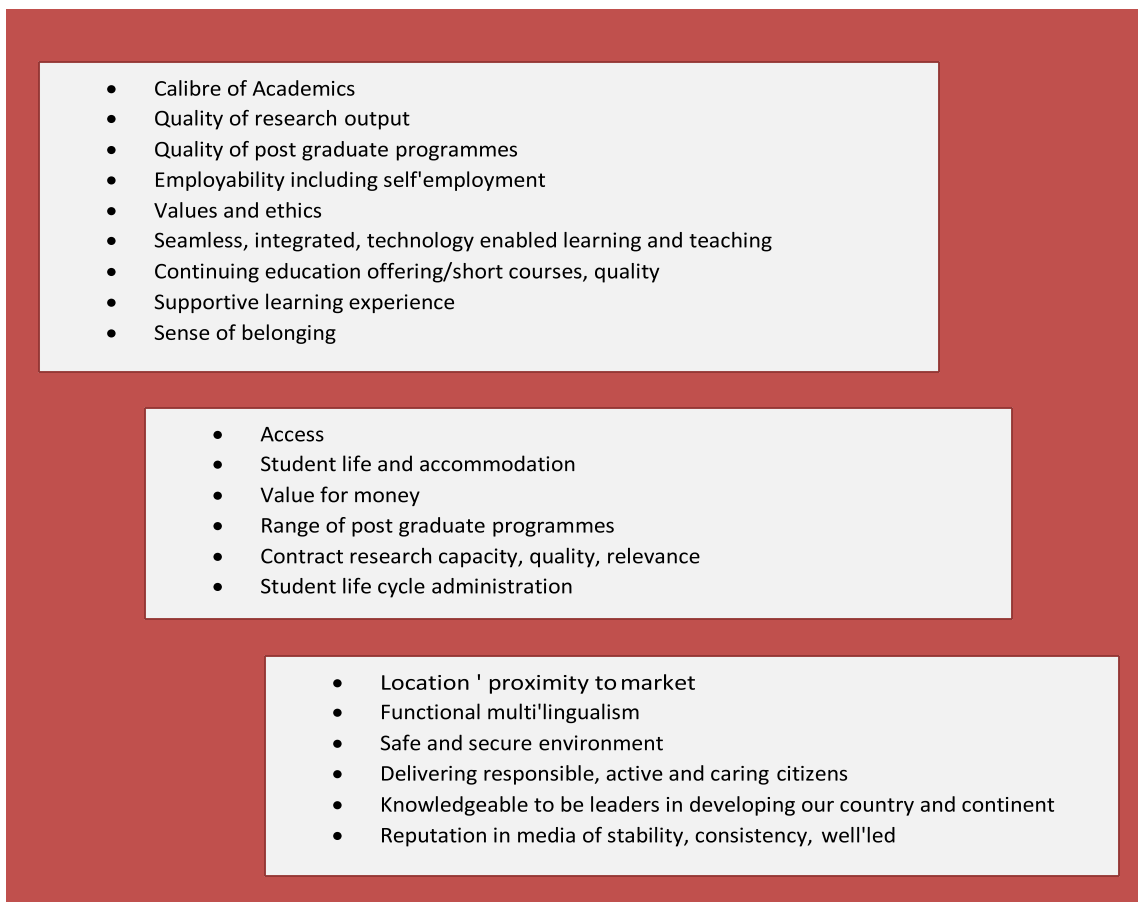 • Calibre of Academics
• Quality of research output
• Quality of post graduate programmes
• Employability including self'employment
• Values and ethics
• Seamless, integrated, technology enabled learning and teaching
• Continuing education offering/short courses, quality
• Supportive learning experience
• Sense of belonging
• Access
• Student life and accommodation
• Value for money
• Range of post graduate programmes
• Contract research capacity, quality, relevance
• Student life cycle administration
• Location ' proximity to market
• Functional multi'lingualism
• Safe and secure environment
• Delivering responsible, active and caring citizens
• Knowledgeable to be leaders in developing our country and continent
• Reputation in media of stability, consistency, well'led